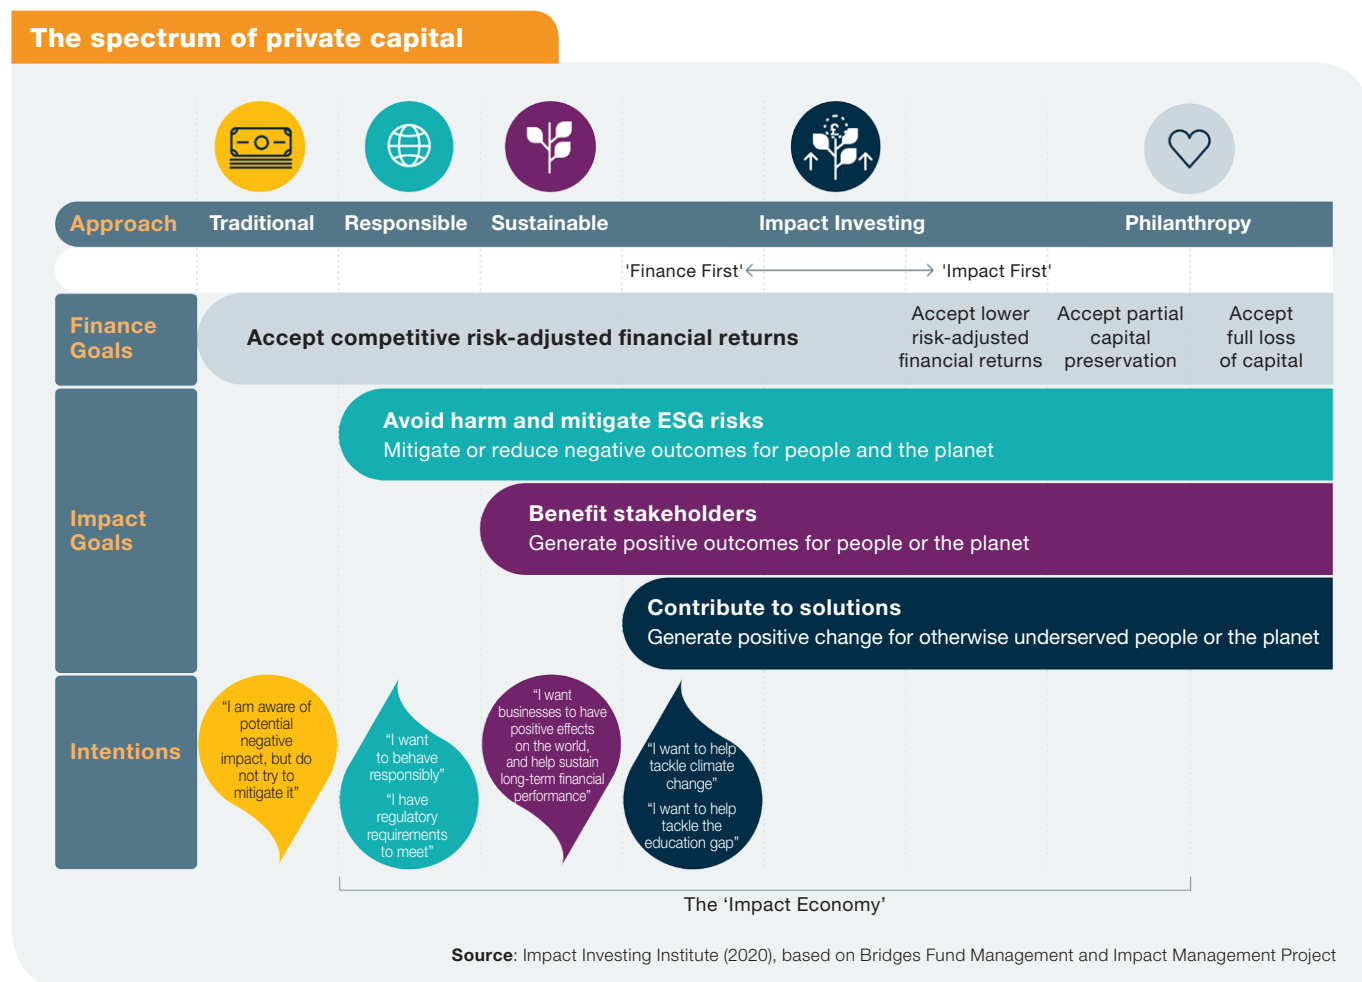 The spectrum of private capital
£
Approach Traditional Responsible Sustainable Impact Investing Philanthropy
'Finance First' 'Impact First'
Finance
Goals
Accept competitive risk-adjusted financial returns
Accept lower
risk-adjusted
financial returns
Accept partial
capital
preservation
Accept
full loss
of capital
Impact
Goals
Avoid harm and mitigate ESG risks
Mitigate or reduce negative outcomes for people and the planet
Benefit stakeholders
Generate positive outcomes for people or the planet
Contribute to solutions
Generate positive change for otherwise underserved people or the planet
Intentions
“I am aware of
potential
negative
impact, but do
not try to
mitigate it”
“I want
to behave
responsibly”
“I have
regulatory
requirements
to meet”
“I want
businesses to have
positive effects
on the world,
and help sustain
long-term financial
performance”
“I want to help
tackle climate
change”
“I want to help
tackle the
education gap”
The ‘Impact Economy’
Source: Impact Investing Institute (2020), based on Bridges Fund Management and Impact Management Project